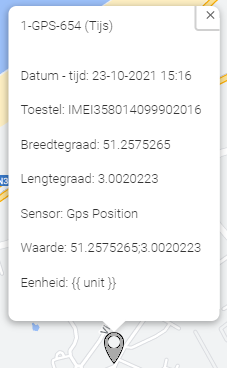 ×
1-GPS-654 (Tijs)
Datum - tijd: 23-10-2021 15:16
Toestel: IMEI358014099902016
Breedtegraad: 51.2575265
N3
Lengtegraad: 3.0020223
Sensor: Gps Position
Waarde: 51.2575265;3.0020223
Eenheid: {{ unit }}